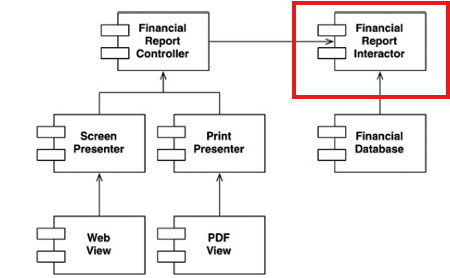 Financial
Report
Controller
Financial
Report
Interactor
Screen
Presenter
Print
Presenter
Financial
Database
Web
View
PDF
View